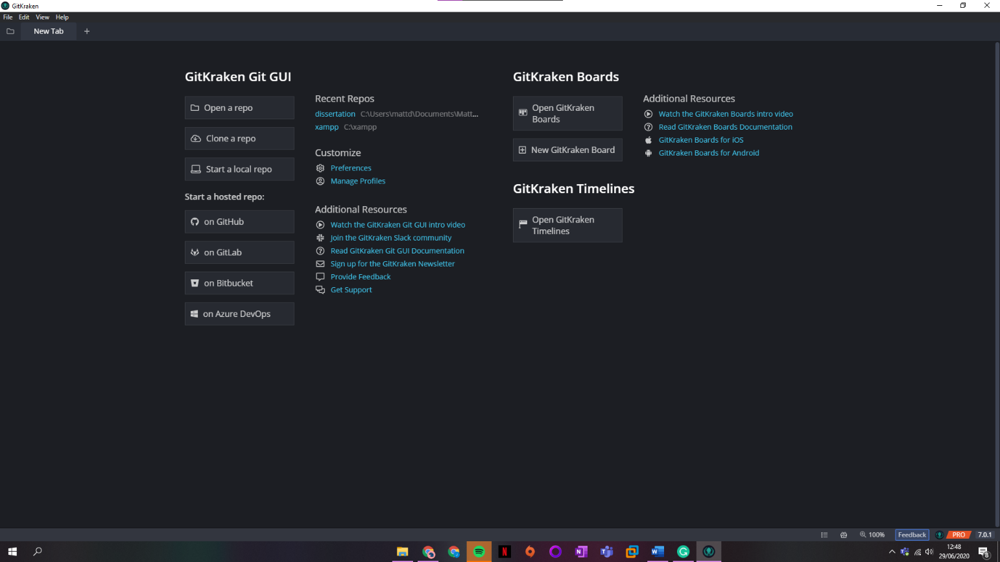 GitKraken
File Edit View Help
New Tab
GitKraken Git GUI
Open a repo
Clone a repo
Start a local repo
Start a hosted repo:
on GitHub
on GitLab
on Bitbucket
on Azure DevOps
Recent Repos
dissertation C:\Users\mattd\Documents\Matt...
xampp C:\xampp
Customize
Preferences
Manage Profiles
Additional Resources
Watch the GitKraken Git GUI intro video
Join the GitKraken Slack community
Read GitKraken Git GUI Documentation
Sign up for the GitKraken Newsletter
Provide Feedback
Get Support
GitKraken Boards
Open GitKraken
Boards
New GitKraken Board
Additional Resources
Watch the GitKraken Boards intro video
Read GitKraken Boards Documentation
GitKraken Boards for iOS
GitKraken Boards for Android
GitKraken Timelines
Open GitKraken
Timelines
100% Feedback PRO 7.0.1
12:48
29/06/2020
8